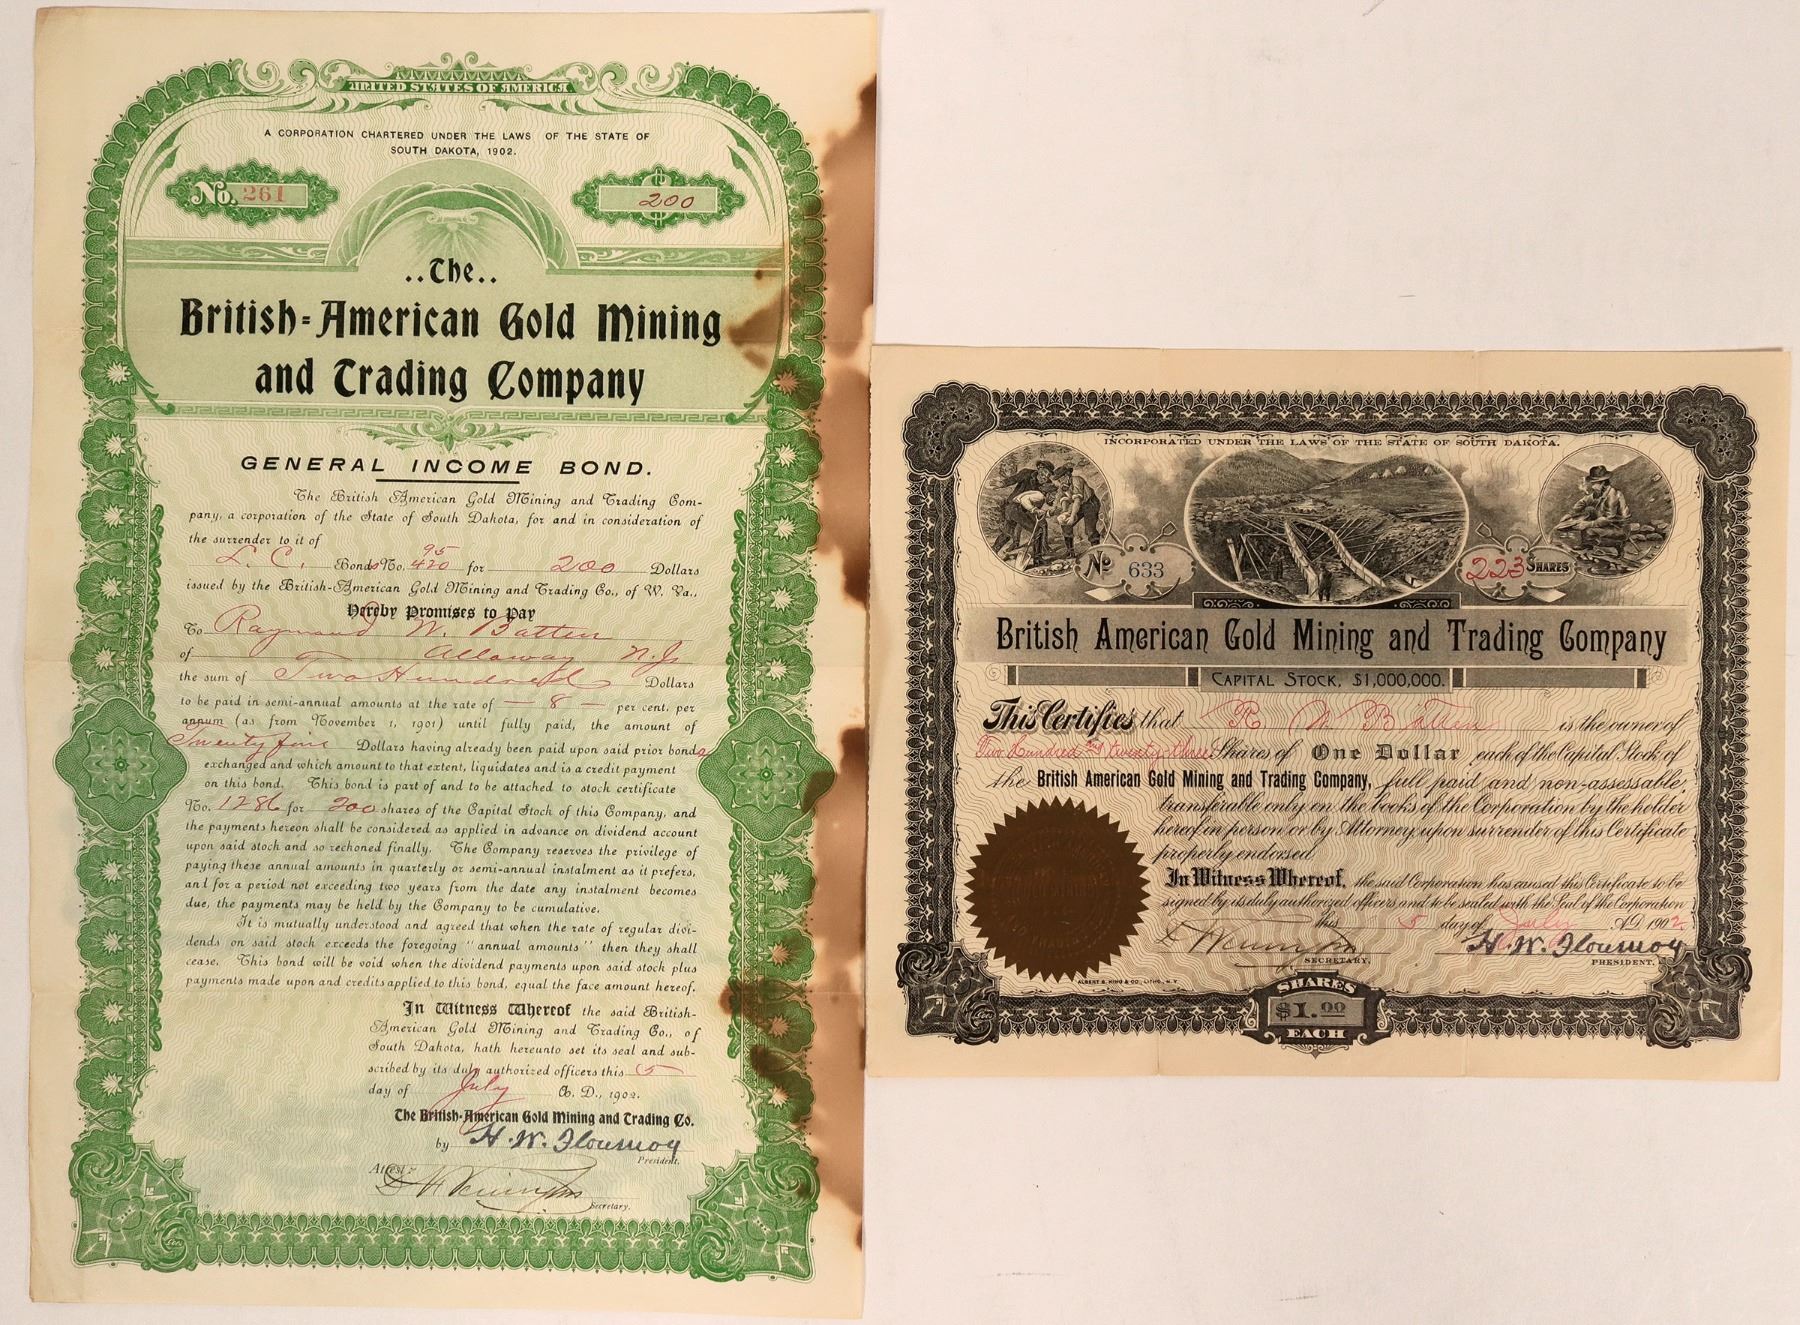 UNITED STATES OF AMERICA
A CORPORATION CHARTERED UNDER THE LAWS OF THE STATE OF
SOUTH DAKOTA, 1902.
No. 261
$ 200
..The..
British-American Gold Mining
and Trading Company
GENERAL INCOME BOND.
The British American Gold Mining and Trading Com-
pany, a corporation of the State of South Dakota, for and in consideration of
the surrender to it of
95
L. C. Bonds No. 420 for 200 Dollars
issued by the British-American Gold Mining and Trading Co., of W. Va.,
Hereby Promises to Pay
To Raymond W. Batten
of Alloway N.J.
the sum of Two Hundred Dollars
to be paid in semi-annual amounts at the rate of — 8 — per cent. per
annum (as from November 1, 1901) until fully paid, the amount of
Twenty five Dollars having already been paid upon said prior bonds
exchanged and which amount to that extent, liquidates and is a credit payment
on this bond. This bond is part of and to be attached to stock certificate
No. 1286 for 200 shares of the Capital Stock of this Company, and
the payments hereon shall be considered as applied in advance on dividend account
upon said stock and so reckoned finally. The Company reserves the privilege of
paying these annual amounts in quarterly or semi-annual instalment as it prefers,
and for a period not exceeding two years from the date any instalment becomes
due, the payments may be held by the Company to be cumulative.
It is mutually understood and agreed that when the rate of regular divi-
dends on said stock exceeds the foregoing "annual amounts" then they shall
cease. This bond will be void when the dividend payments upon said stock plus
payments made upon and credits applied to this bond, equal the face amount hereof.
In Witness Whereof the said British-
American Gold Mining and Trading Co., of
South Dakota, hath hereunto set its seal and sub-
scribed by its duly authorized officers this 5
day of July A. D., 1902.
The British-American Gold Mining and Trading Co.
by H. W. Flournoy
President.
Attest:
Secretary.
INCORPORATED UNDER THE LAWS OF THE STATE OF SOUTH DAKOTA.
No 633
223 SHARES
British American Gold Mining and Trading Company
CAPITAL STOCK, $1,000,000.
This Certifies that R W Batten is the owner of
Two Hundred and twenty-three Shares of One Dollar each of the Capital Stock of
the British American Gold Mining and Trading Company, full paid and non-assessable,
transferable only on the books of the Corporation by the holder
hereof in person or by Attorney upon surrender of this Certificate
properly endorsed.
In Witness Whereof, the said Corporation has caused this Certificate to be
signed by its duly authorized officers and to be sealed with the Seal of the Corporation
this 5 day of July A.D. 1902
H. W. Flournoy
SECRETARY.
PRESIDENT.
ALBERT B. KING & CO., LITHO., N.Y.
SHARES
$1.00
EACH